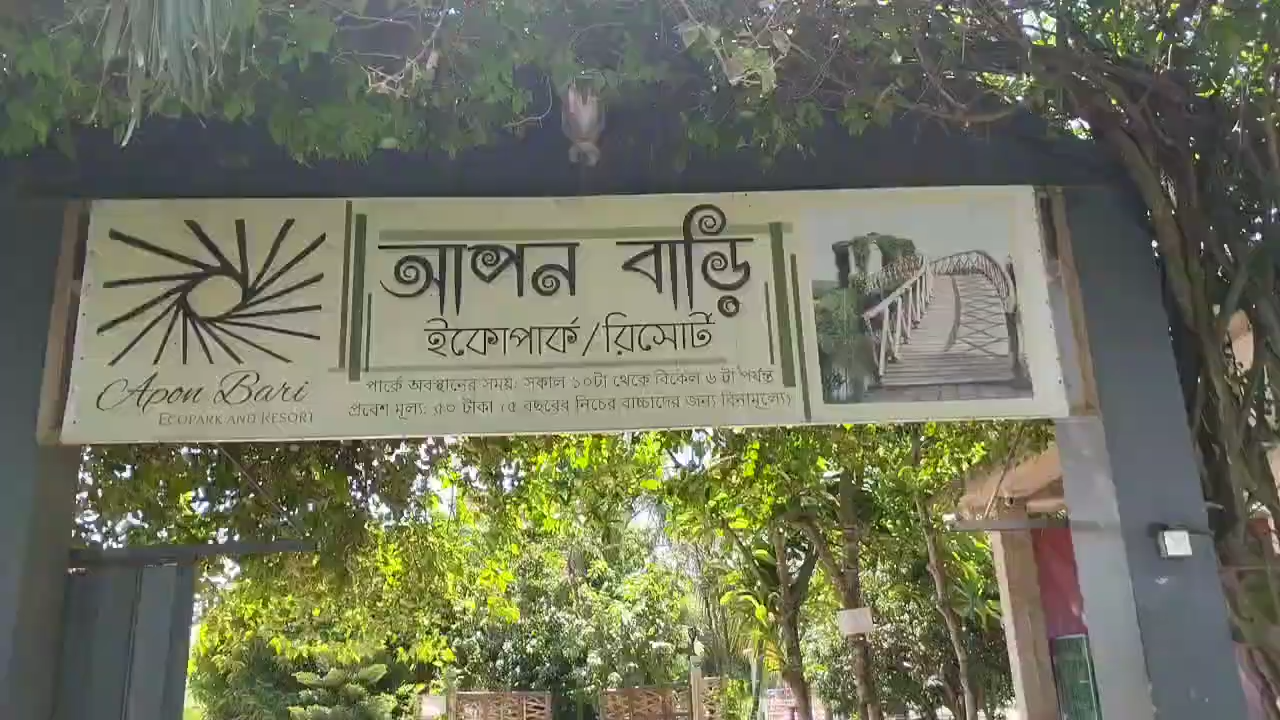 আপন বাড়ি
ইকোপার্ক/রিসোর্ট
পার্কে অবস্থানের সময়: সকাল ১০টা থেকে বিকেল ৬ টা পর্যন্ত
প্রবেশ মূল্য: ৫০ টাকা (৫ বছরের নিচের বাচ্চাদের জন্য বিনামূল্যে)
Apon Bari
ECOPARK AND RESORT